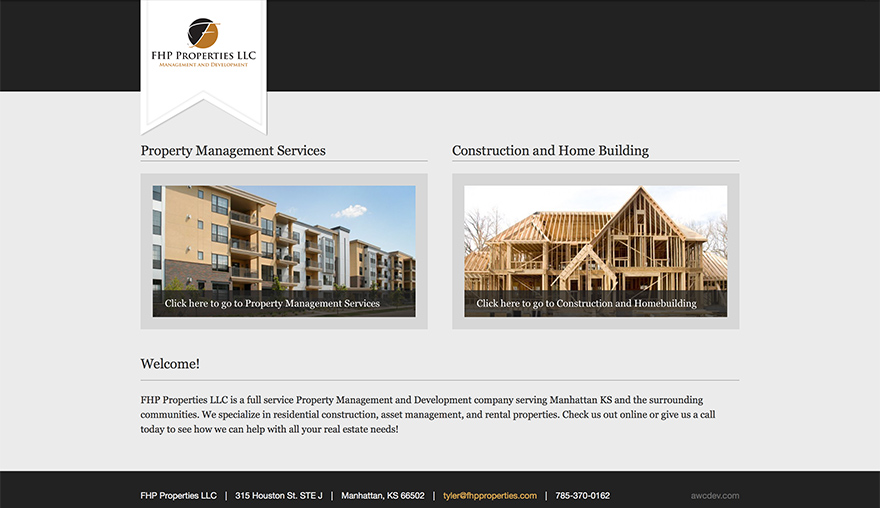 FHP Properties LLC
Management and Development
Property Management Services
Construction and Home Building
Click here to go to Property Management Services
Click here to go to Construction and Homebuilding
Welcome!
FHP Properties LLC is a full service Property Management and Development company serving Manhattan KS and the surrounding
communities. We specialize in residential construction, asset management, and rental properties. Check us out online or give us a call
today to see how we can help with all your real estate needs!
FHP Properties LLC | 315 Houston St. STE J | Manhattan, KS 66502 | tyler@fhpproperties.com | 785-370-0162 awcdev.com